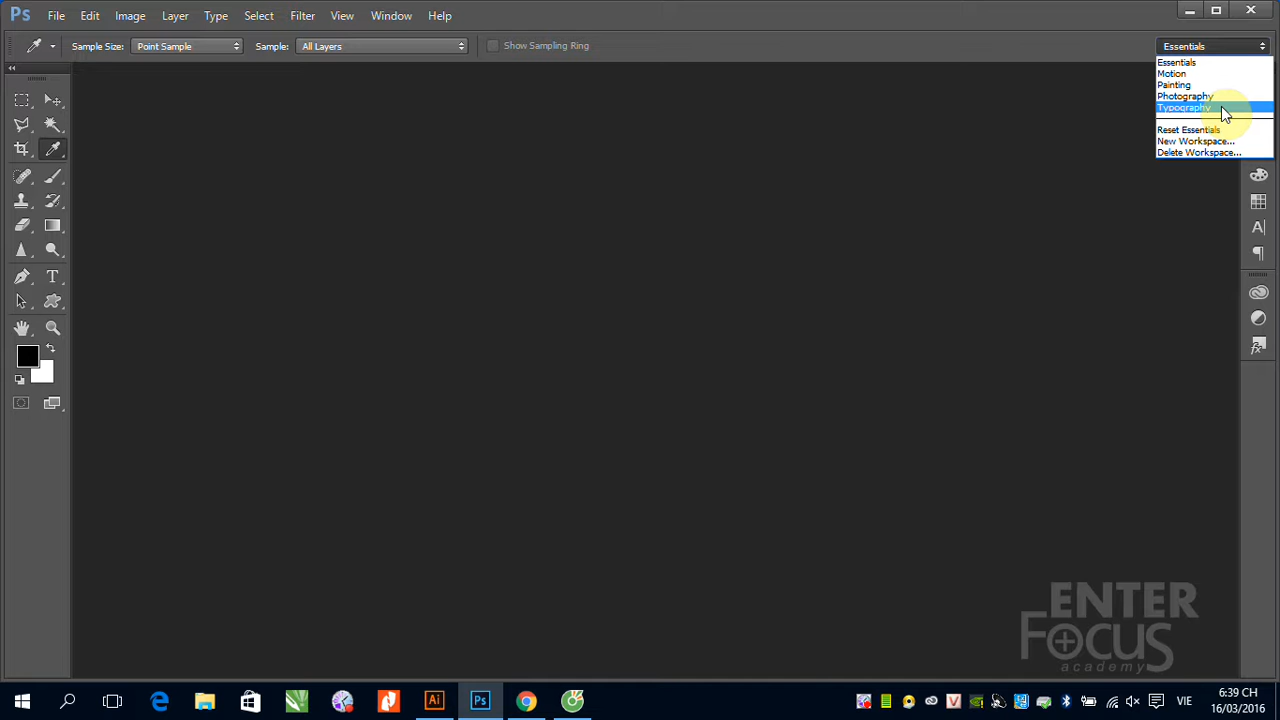 Ps File Edit Image Layer Type Select Filter View Window Help
Sample Size: Point Sample Sample: All Layers Show Sampling Ring Essentials
Essentials
Motion
Painting
Photography
Typography
Reset Essentials
New Workspace...
Delete Workspace...
ENTER
FOCUS
academy
Ai Ps VIE
6:39 CH
16/03/2016